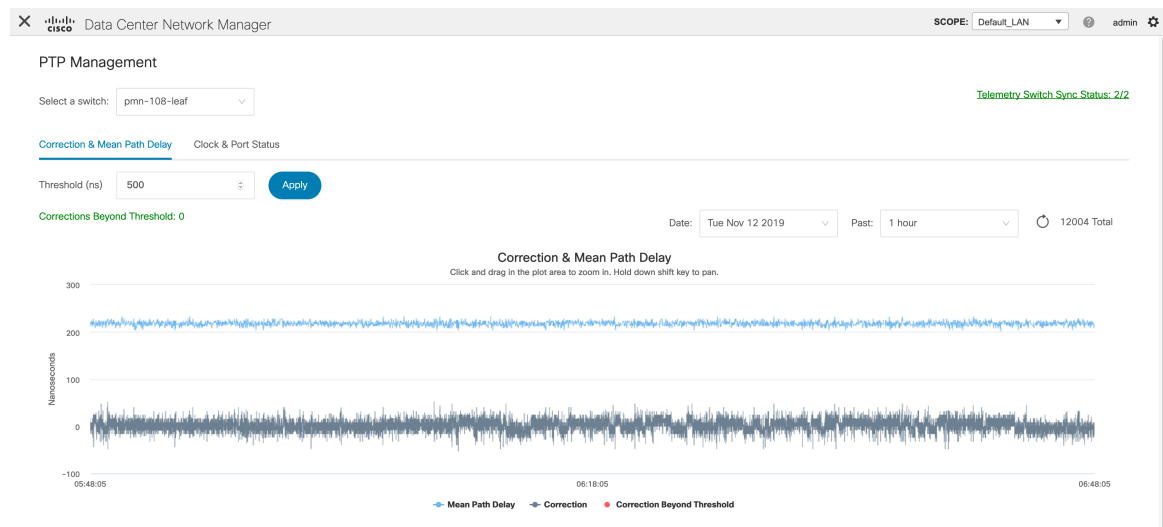 CISCO Data Center Network Manager SCOPE: Default_LAN admin
PTP Management
Select a switch: pmn-108-leaf
Telemetry Switch Sync Status: 2/2
Correction & Mean Path Delay Clock & Port Status
Threshold (ns) 500 Apply
Corrections Beyond Threshold: 0
Date: Tue Nov 12 2019 Past: 1 hour 12004 Total
Correction & Mean Path Delay
Click and drag in the plot area to zoom in. Hold down shift key to pan.
300
200
100
0
−100
Nanoseconds
05:48:05 06:18:05 06:48:05
Mean Path Delay Correction Correction Beyond Threshold